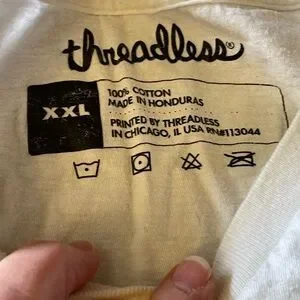 threadless®
XXL
100% COTTON
MADE IN HONDURAS
PRINTED BY THREADLESS
IN CHICAGO, IL USA RN#113044